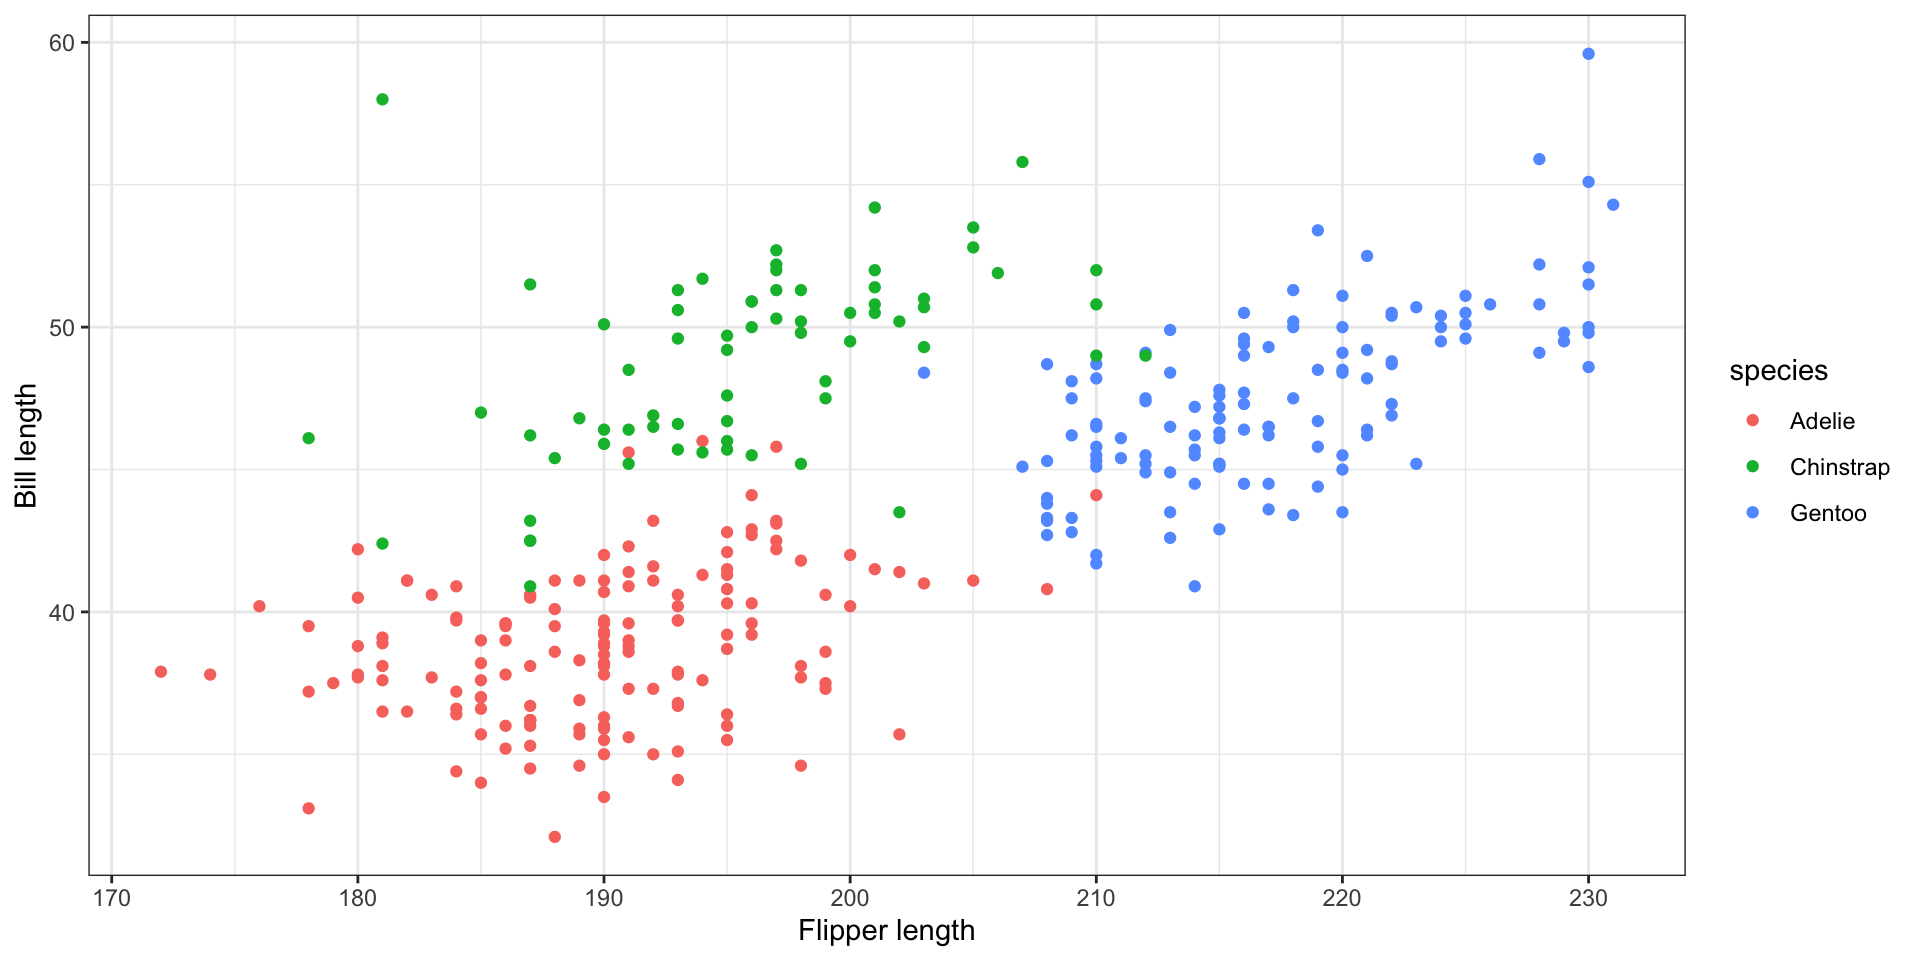 60
50
40
Bill length
170 180 190 200 210 220 230
Flipper length
species
Adelie
Chinstrap
Gentoo